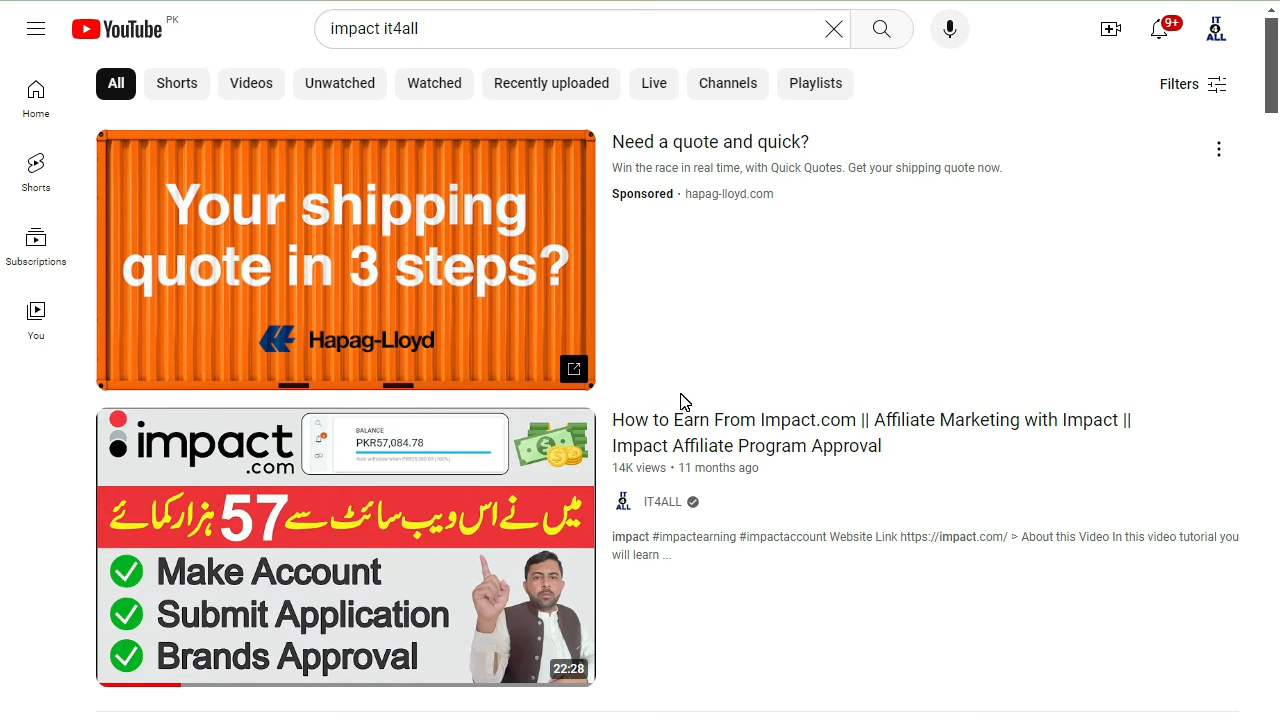 YouTube PK
impact it4all
9+
IT
4
ALL
All
Shorts
Videos
Unwatched
Watched
Recently uploaded
Live
Channels
Playlists
Filters
Home
Shorts
Subscriptions
You
Your shipping
quote in 3 steps?
Hapag-Lloyd
Need a quote and quick?
Win the race in real time, with Quick Quotes. Get your shipping quote now.
Sponsored · hapag-lloyd.com
impact
.com
BALANCE
PKR57,084.78
میں نے اس ویب سائٹ سے 57 ہزار کمائے
Make Account
Submit Application
Brands Approval
22:28
How to Earn From Impact.com || Affiliate Marketing with Impact ||
Impact Affiliate Program Approval
14K views • 11 months ago
IT
4
ALL
IT4ALL
impact #impactearning #impactaccount Website Link https://impact.com/ ⊳ About this Video In this video tutorial you
will learn ...